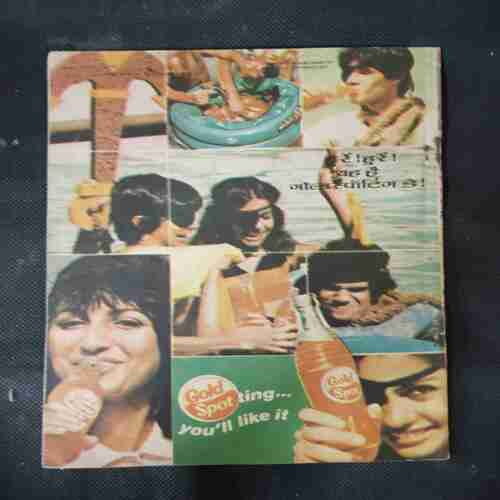 हुर्रे! हुर्रे!
यह है
गोल्डस्पॉटिंग डे!
Gold
Spot
ting...
you'll like it
Gold
Spot